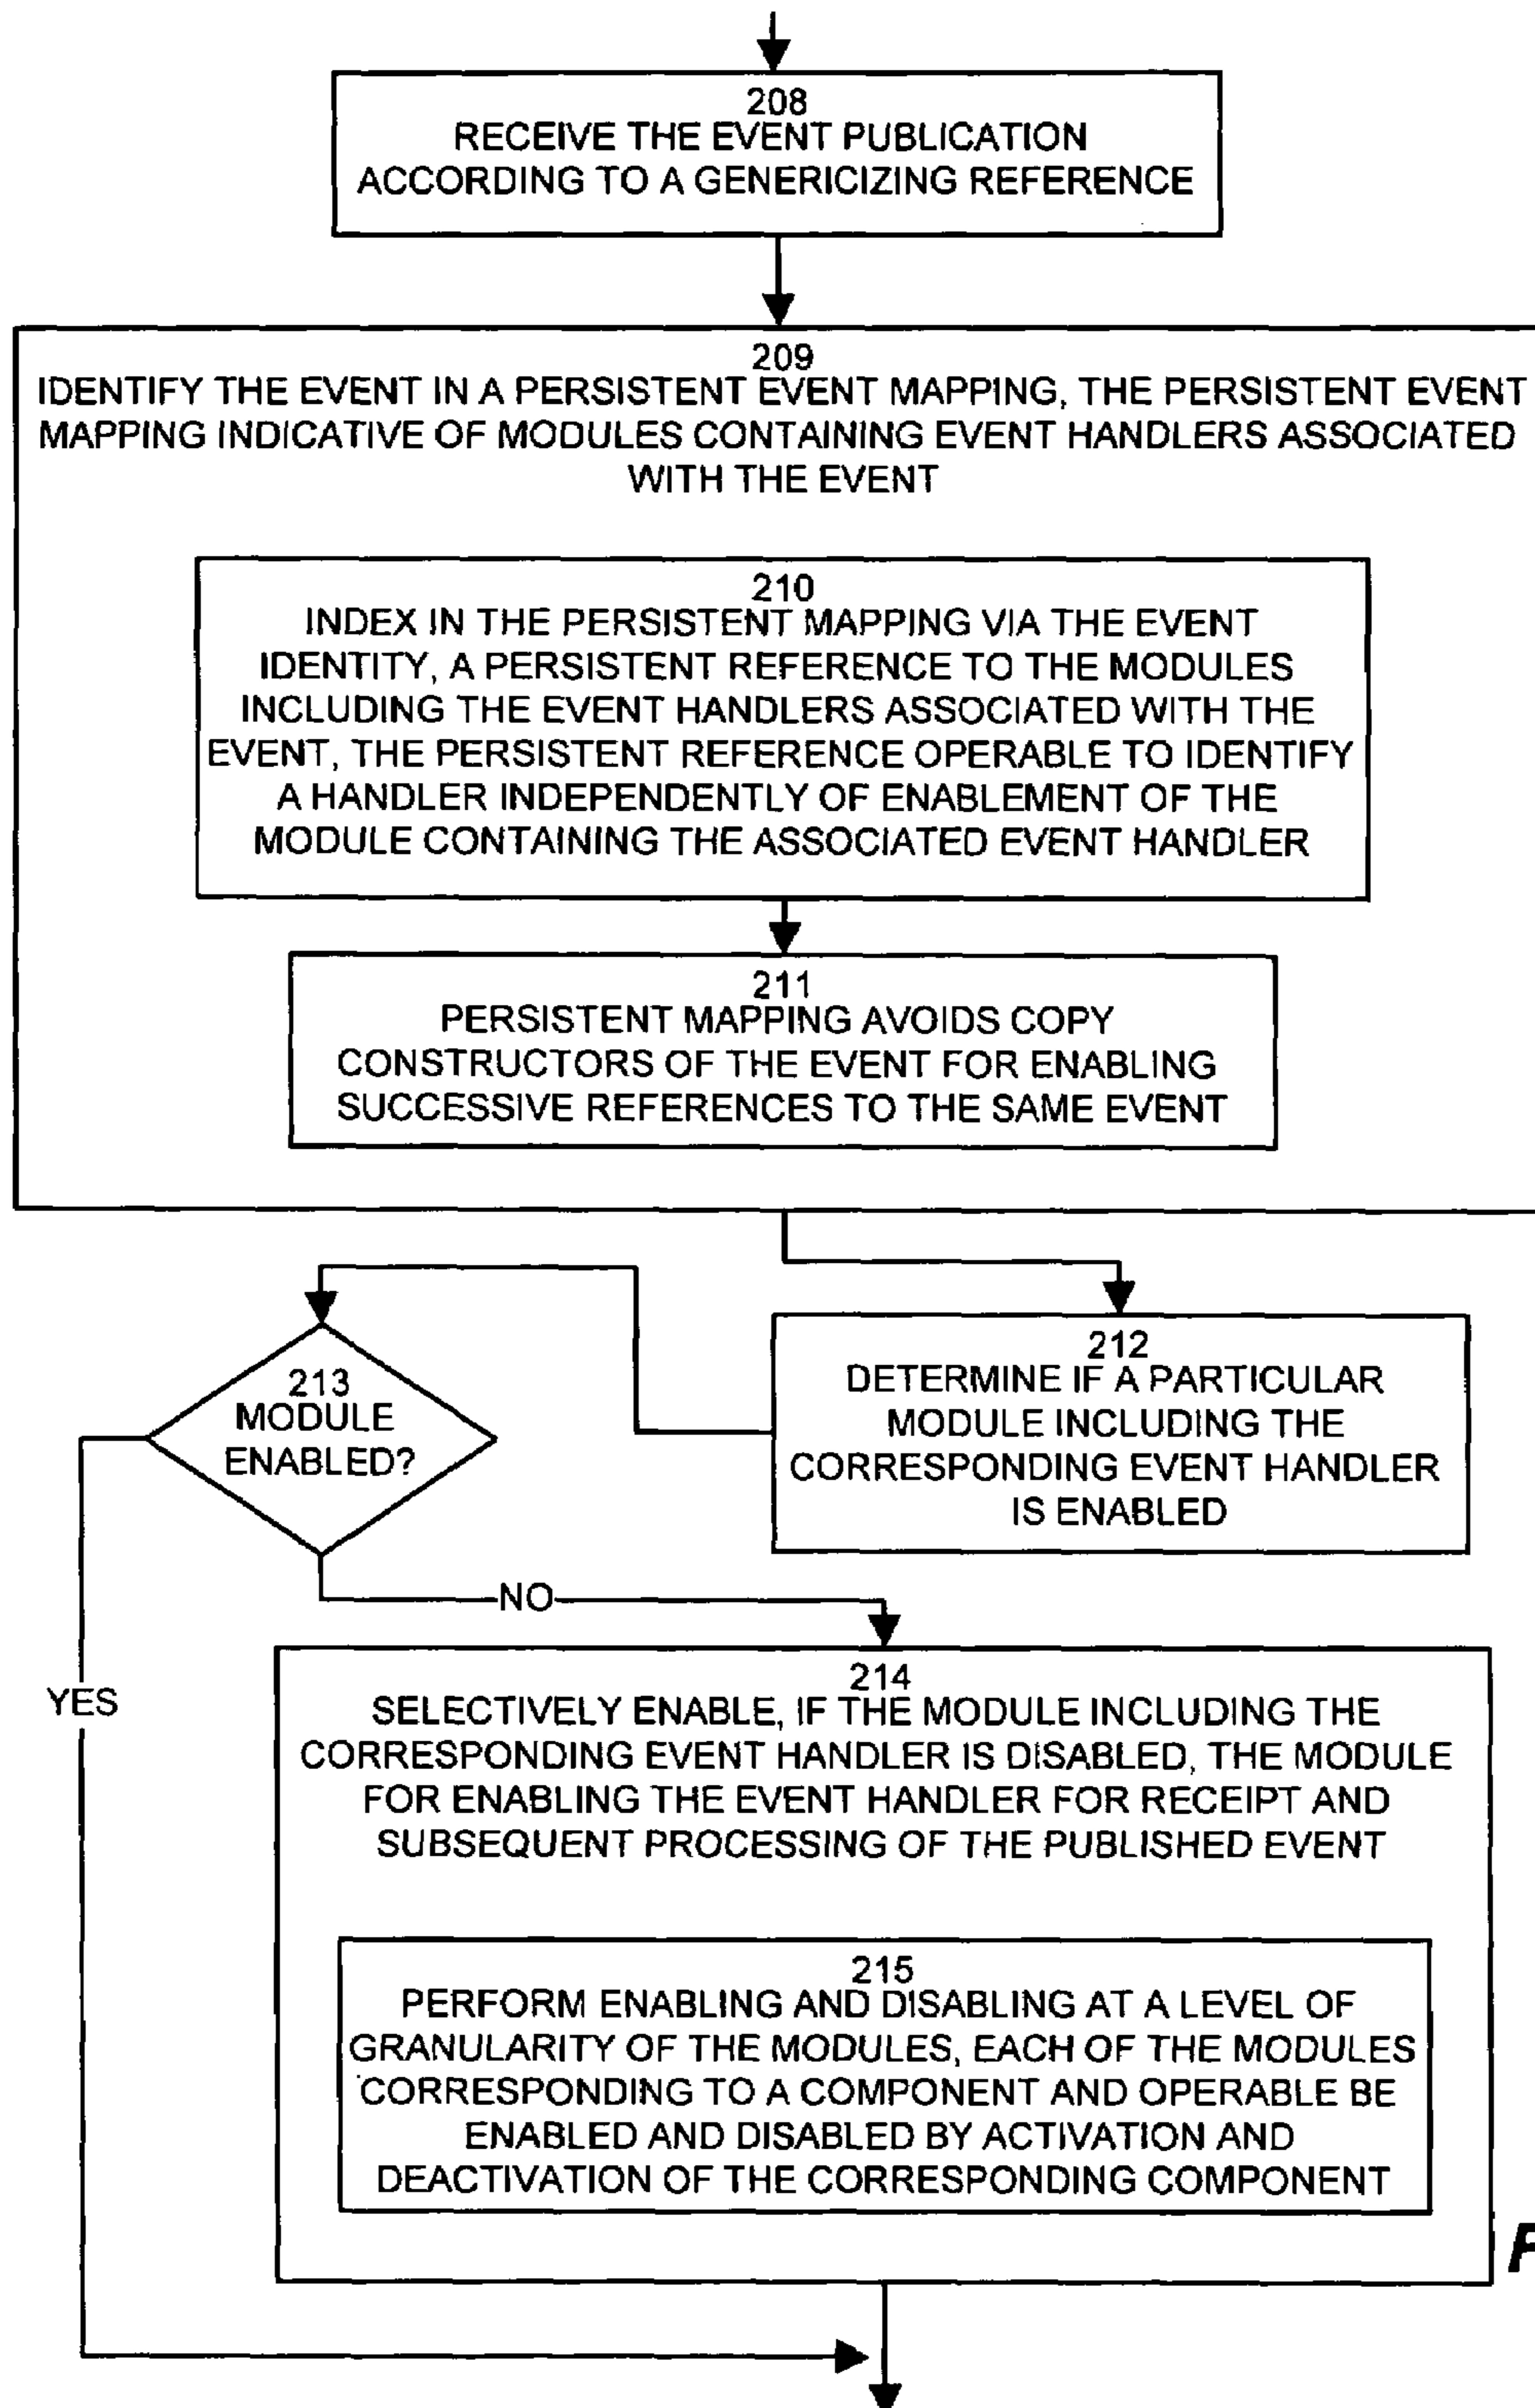 208
RECEIVE THE EVENT PUBLICATION
ACCORDING TO A GENERICIZING REFERENCE
209
IDENTIFY THE EVENT IN A PERSISTENT EVENT MAPPING, THE PERSISTENT EVENT
MAPPING INDICATIVE OF MODULES CONTAINING EVENT HANDLERS ASSOCIATED
WITH THE EVENT
210
INDEX IN THE PERSISTENT MAPPING VIA THE EVENT
IDENTITY, A PERSISTENT REFERENCE TO THE MODULES
INCLUDING THE EVENT HANDLERS ASSOCIATED WITH THE
EVENT, THE PERSISTENT REFERENCE OPERABLE TO IDENTIFY
A HANDLER INDEPENDENTLY OF ENABLEMENT OF THE
MODULE CONTAINING THE ASSOCIATED EVENT HANDLER
211
PERSISTENT MAPPING AVOIDS COPY
CONSTRUCTORS OF THE EVENT FOR ENABLING
SUCCESSIVE REFERENCES TO THE SAME EVENT
212
DETERMINE IF A PARTICULAR
MODULE INCLUDING THE
CORRESPONDING EVENT HANDLER
IS ENABLED
213
MODULE
ENABLED?
NO
YES
214
SELECTIVELY ENABLE, IF THE MODULE INCLUDING THE
CORRESPONDING EVENT HANDLER IS DISABLED, THE MODULE
FOR ENABLING THE EVENT HANDLER FOR RECEIPT AND
SUBSEQUENT PROCESSING OF THE PUBLISHED EVENT
215
PERFORM ENABLING AND DISABLING AT A LEVEL OF
GRANULARITY OF THE MODULES, EACH OF THE MODULES
CORRESPONDING TO A COMPONENT AND OPERABLE BE
ENABLED AND DISABLED BY ACTIVATION AND
DEACTIVATION OF THE CORRESPONDING COMPONENT